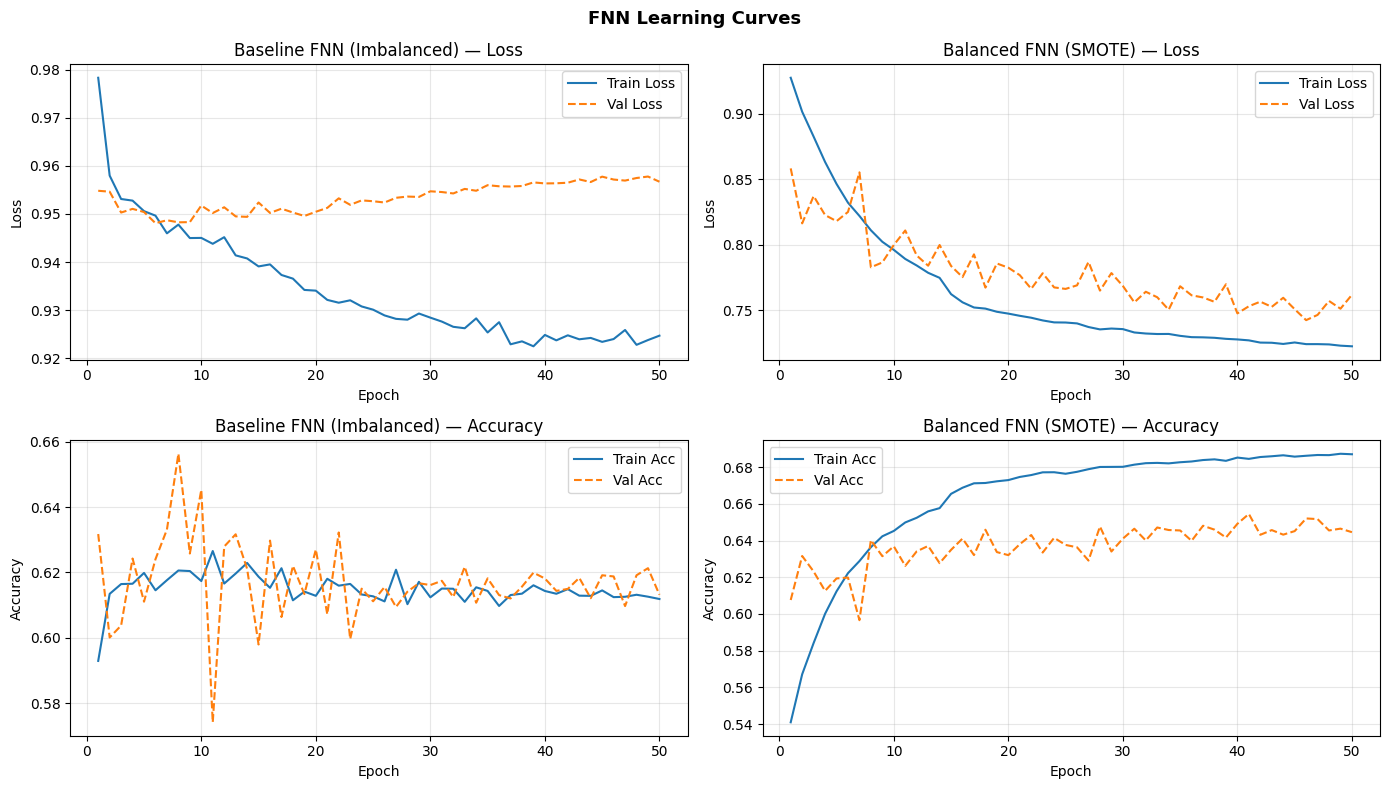 FNN Learning Curves
Baseline FNN (Imbalanced) — Loss
0.98
0.97
0.96
0.95
0.94
0.93
0.92
Loss
Train Loss
Val Loss
0 10 20 30 40 50
Epoch
Balanced FNN (SMOTE) — Loss
0.90
0.85
0.80
0.75
Loss
Train Loss
Val Loss
0 10 20 30 40 50
Epoch
Baseline FNN (Imbalanced) — Accuracy
0.66
0.64
0.62
0.60
0.58
Accuracy
Train Acc
Val Acc
0 10 20 30 40 50
Epoch
Balanced FNN (SMOTE) — Accuracy
0.68
0.66
0.64
0.62
0.60
0.58
0.56
0.54
Accuracy
Train Acc
Val Acc
0 10 20 30 40 50
Epoch